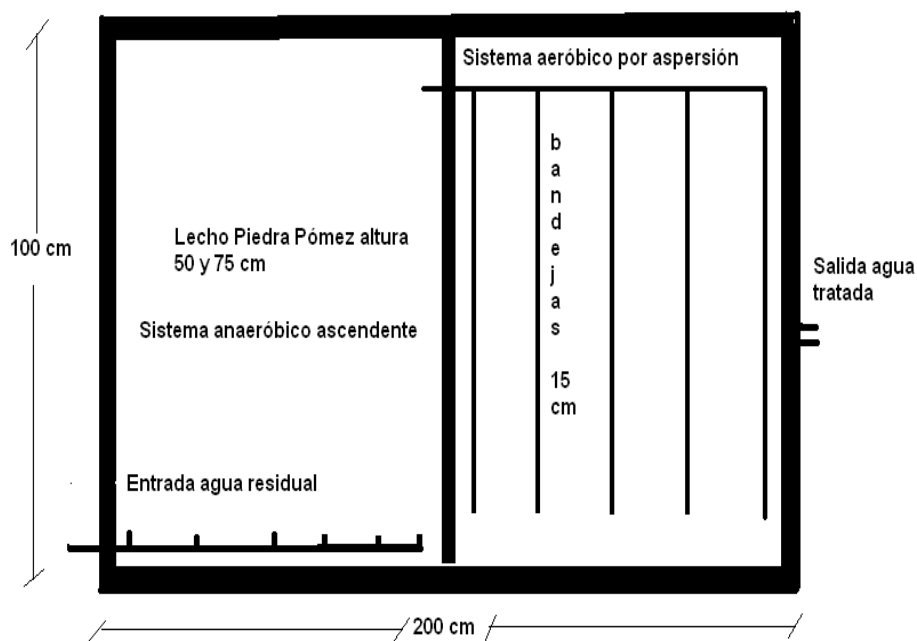 Sistema aeróbico por aspersión
bandejas
15
cm
100 cm
Lecho Piedra Pómez altura
50 y 75 cm
Sistema anaeróbico ascendente
Salida agua
tratada
Entrada agua residual
200 cm